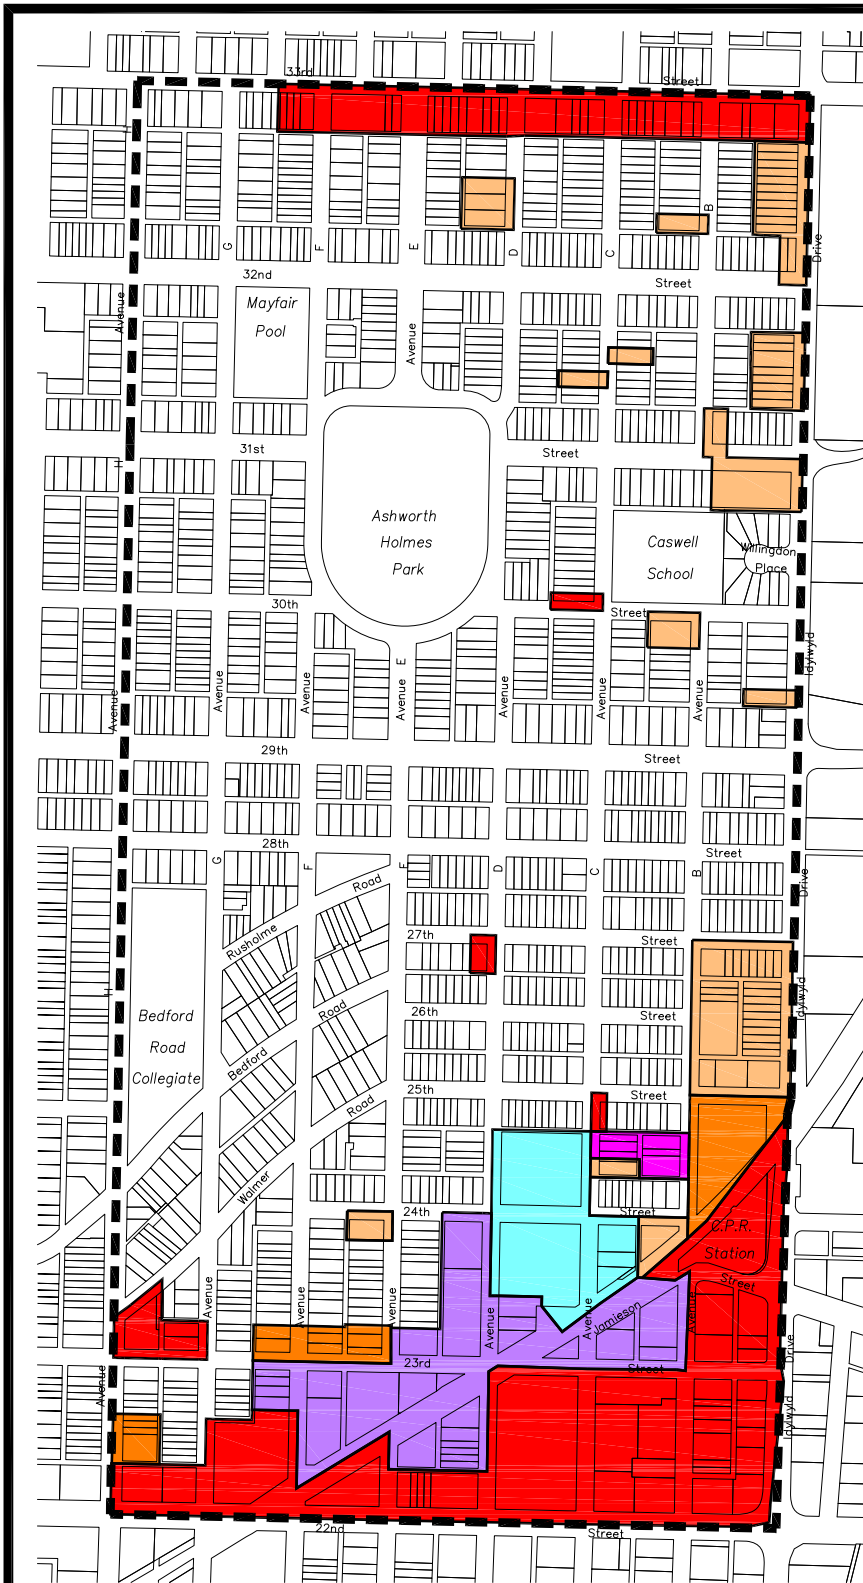 33rd
Street
H
G
F
E
D
C
B
Drive
32nd
Street
Mayfair
Pool
Avenue
Avenue
31st
Street
H
Ashworth
Holmes
Park
Caswell
School
Willingdon
Place
30th
Street
Idylwyld
E
Avenue
Avenue
Avenue
Avenue
Avenue
Avenue
Avenue
29th
Street
28th
Street
G
F
E
D
C
B
Drive
Road
Rusholme
27th
Street
H
Idylwyld
Road
26th
Street
Bedford
Road
Collegiate
Bedford
25th
Street
Road
Walmer
24th
Street
C.P.R.
Station
Street
Avenue
Avenue
Avenue
Avenue
Avenue
Avenue
Jamieson
23rd
Street
Drive
Avenue
Idylwyld
22nd
Street